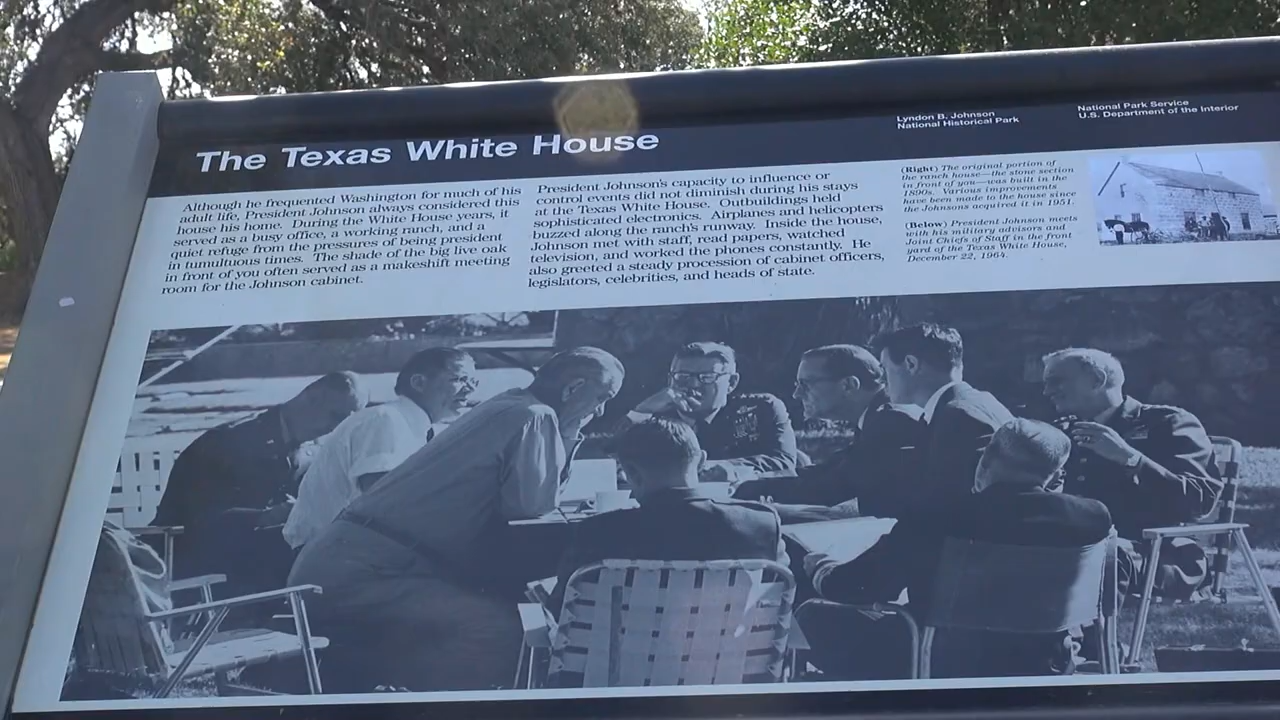 The Texas White House
Lyndon B. Johnson
National Historical Park
National Park Service
U.S. Department of the Interior
Although he frequented Washington for much of his
adult life, President Johnson always considered this
house his home. During the White House years, it
served as a busy office, a working ranch, and a
quiet refuge from the pressures of being president
in tumultuous times. The shade of the big live oak
in front of you often served as a makeshift meeting
room for the Johnson cabinet.
President Johnson's capacity to influence or
control events did not diminish during his stays
at the Texas White House. Outbuildings held
sophisticated electronics. Airplanes and helicopters
buzzed along the ranch's runway. Inside the house,
Johnson met with staff, read papers, watched
television, and worked the phones constantly. He
also greeted a steady procession of cabinet officers,
legislators, celebrities, and heads of state.
(Right) The original portion of
the ranch house—the stone section
in front of you—was built in the
1890s. Various improvements
have been made to the house since
the Johnsons acquired it in 1951.
(Below) President Johnson meets
with his military advisors and
Joint Chiefs of Staff in the front
yard of the Texas White House,
December 22, 1964.